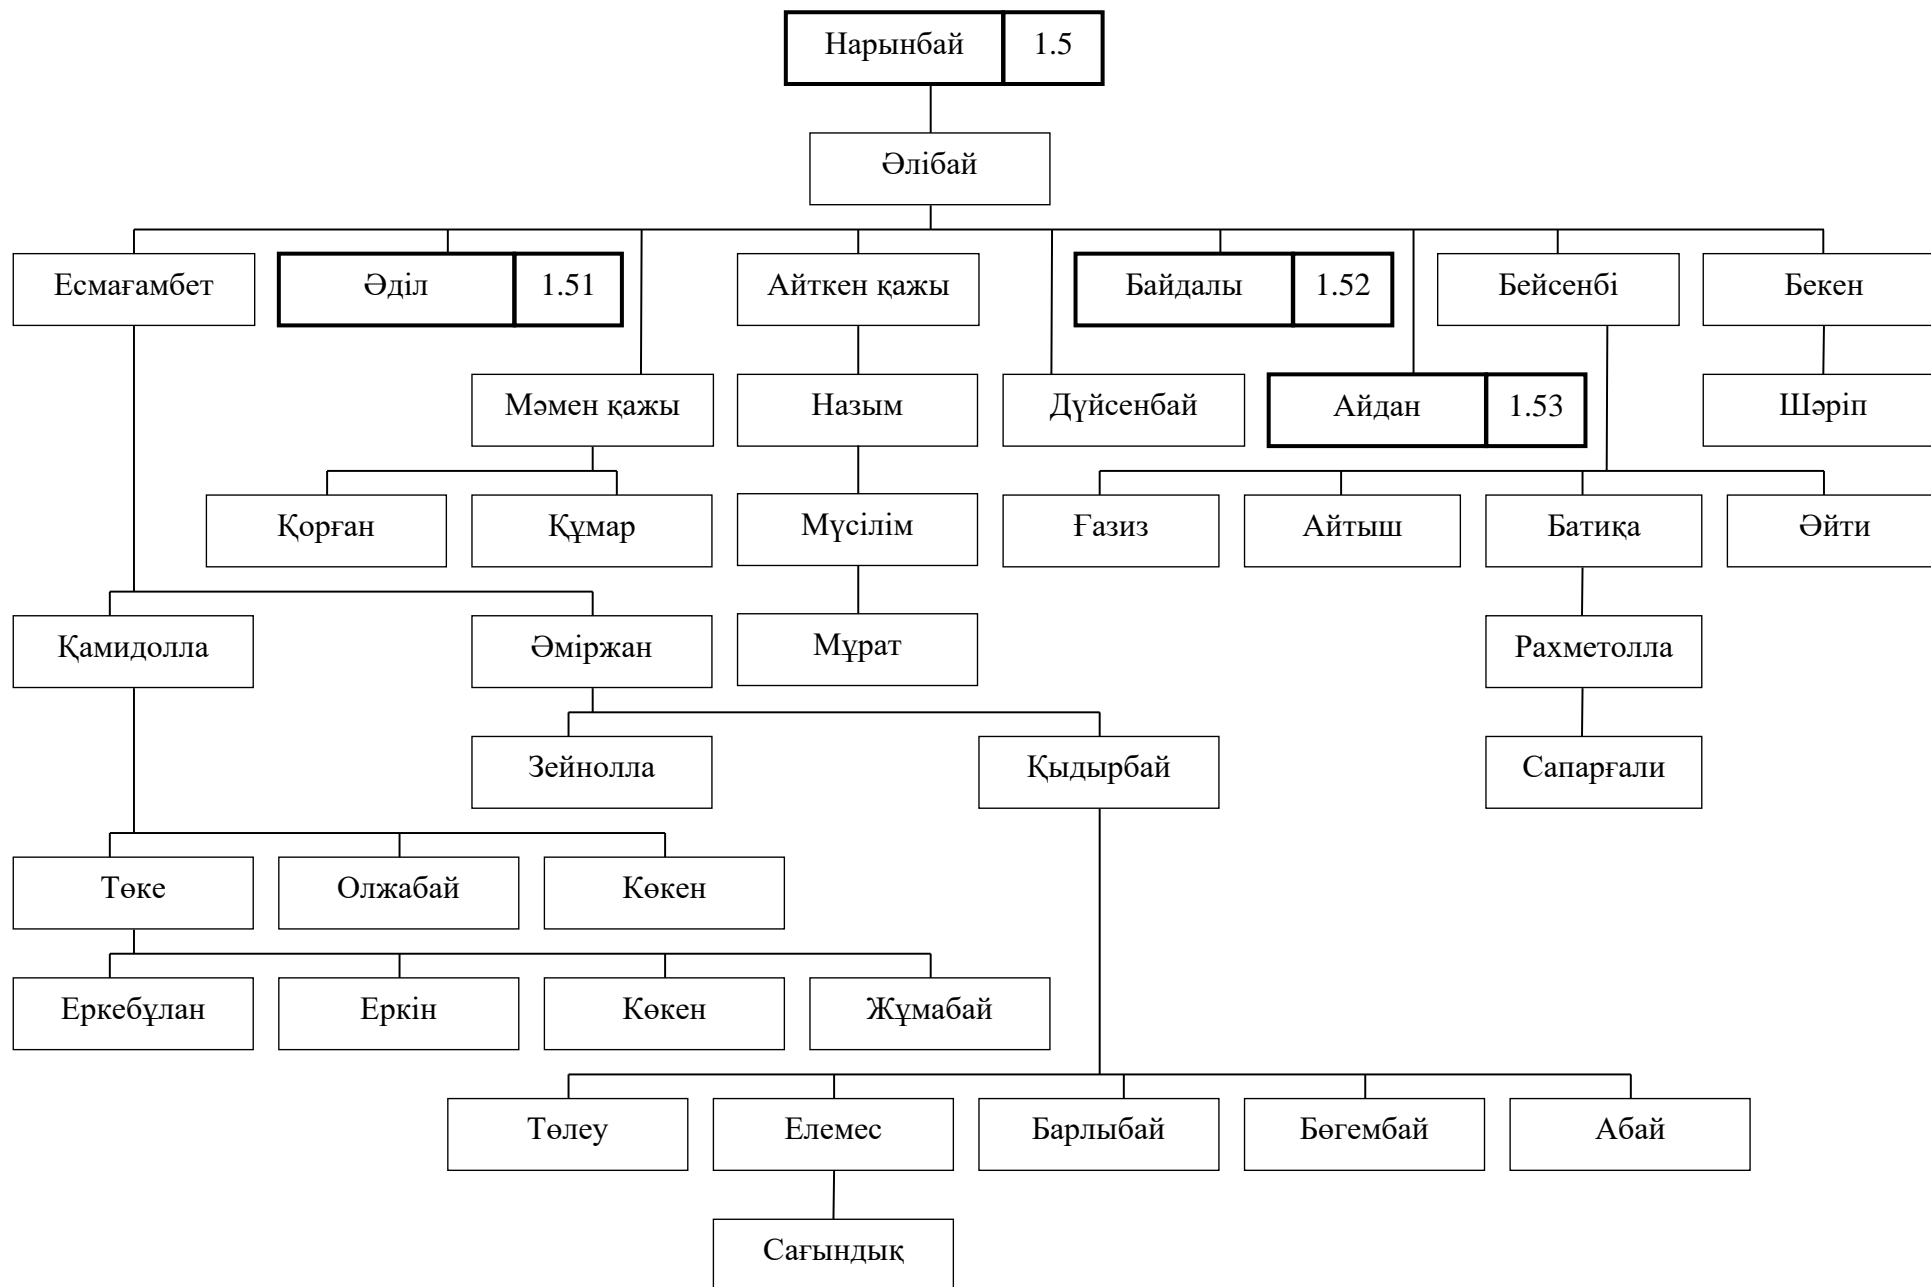 Нарынбай 1.5
Әлібай
Есмағамбет
Әділ 1.51
Айткен қажы
Байдалы 1.52
Бейсенбі
Бекен
Мәмен қажы
Назым
Дүйсенбай
Айдан 1.53
Шәріп
Қорған
Құмар
Мүсілім
Ғазиз
Айтыш
Батиқа
Әйти
Қамидолла
Әміржан
Мұрат
Рахметолла
Зейнолла
Қыдырбай
Сапарғали
Төке
Олжабай
Көкен
Еркебұлан
Еркін
Көкен
Жұмабай
Төлеу
Елемес
Барлыбай
Бөгембай
Абай
Сағындық